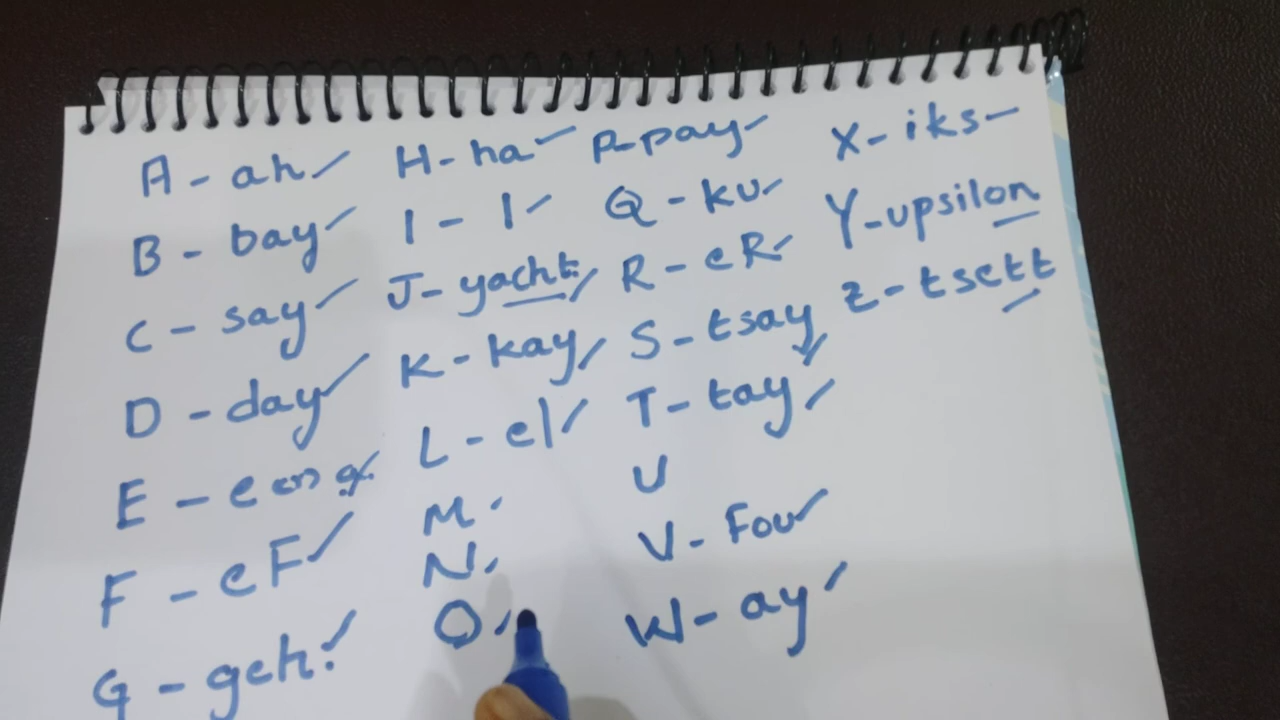 A - ah
B - bay
C - say
D - day
E - e
F - eF
G - geh
H - ha
I - I
J - yacht
K - kay
L - el
M
N
O
P - pay
Q - ku
R - eR
S - tsay
T - tay
U
V - Fou
W - ay
X - iks
Y - upsilon
Z - tsett